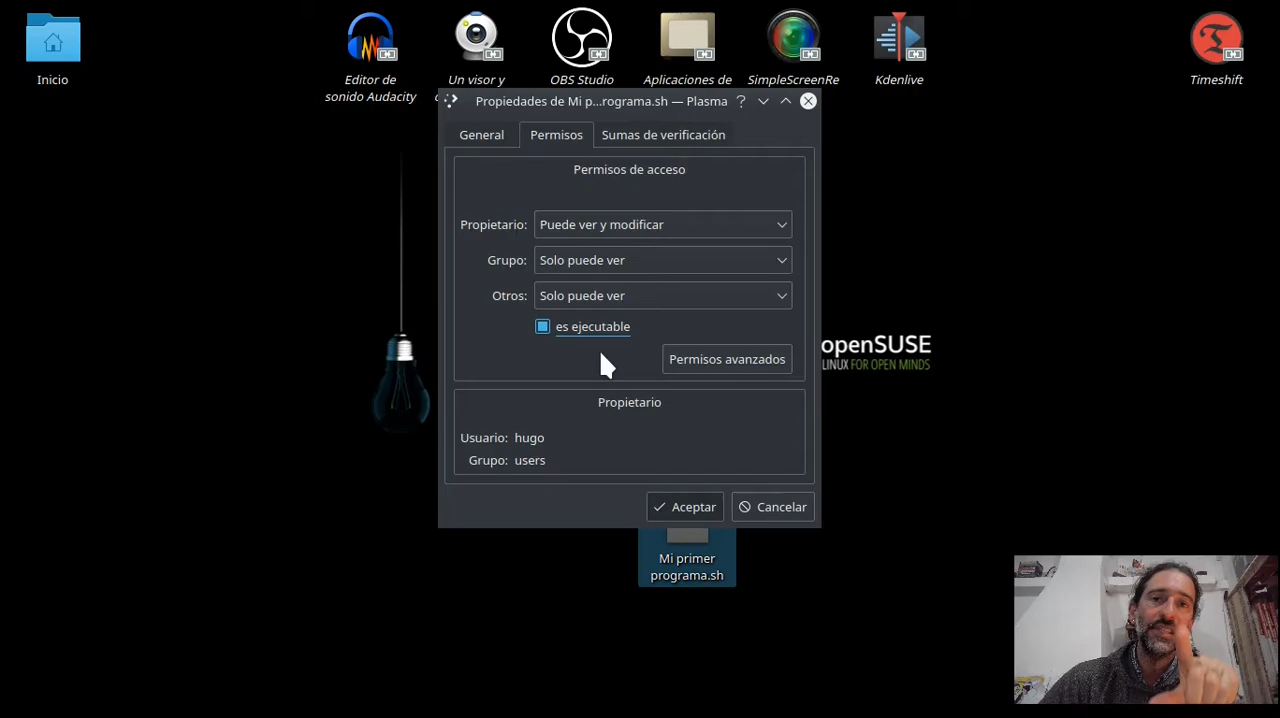 Inicio
Editor de
sonido Audacity
Un visor y
OBS Studio
Aplicaciones de
SimpleScreenRe
Kdenlive
Timeshift
Propiedades de Mi p...rograma.sh — Plasma
General
Permisos
Sumas de verificación
Permisos de acceso
Propietario: Puede ver y modificar
Grupo: Solo puede ver
Otros: Solo puede ver
es ejecutable
Permisos avanzados
Propietario
Usuario: hugo
Grupo: users
Aceptar
Cancelar
openSUSE
LINUX FOR OPEN MINDS
Mi primer
programa.sh